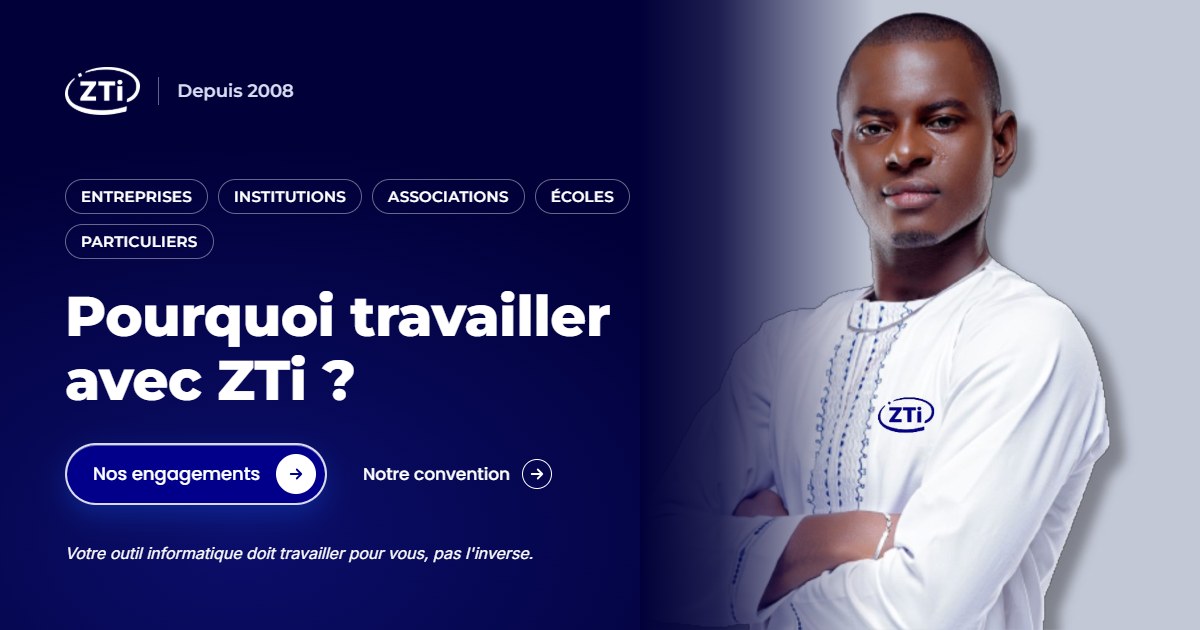 ZTi
Depuis 2008
ENTREPRISES
INSTITUTIONS
ASSOCIATIONS
ÉCOLES
PARTICULIERS
Pourquoi travailler
avec ZTi ?
Nos engagements
Notre convention
Votre outil informatique doit travailler pour vous, pas l'inverse.
ZTi